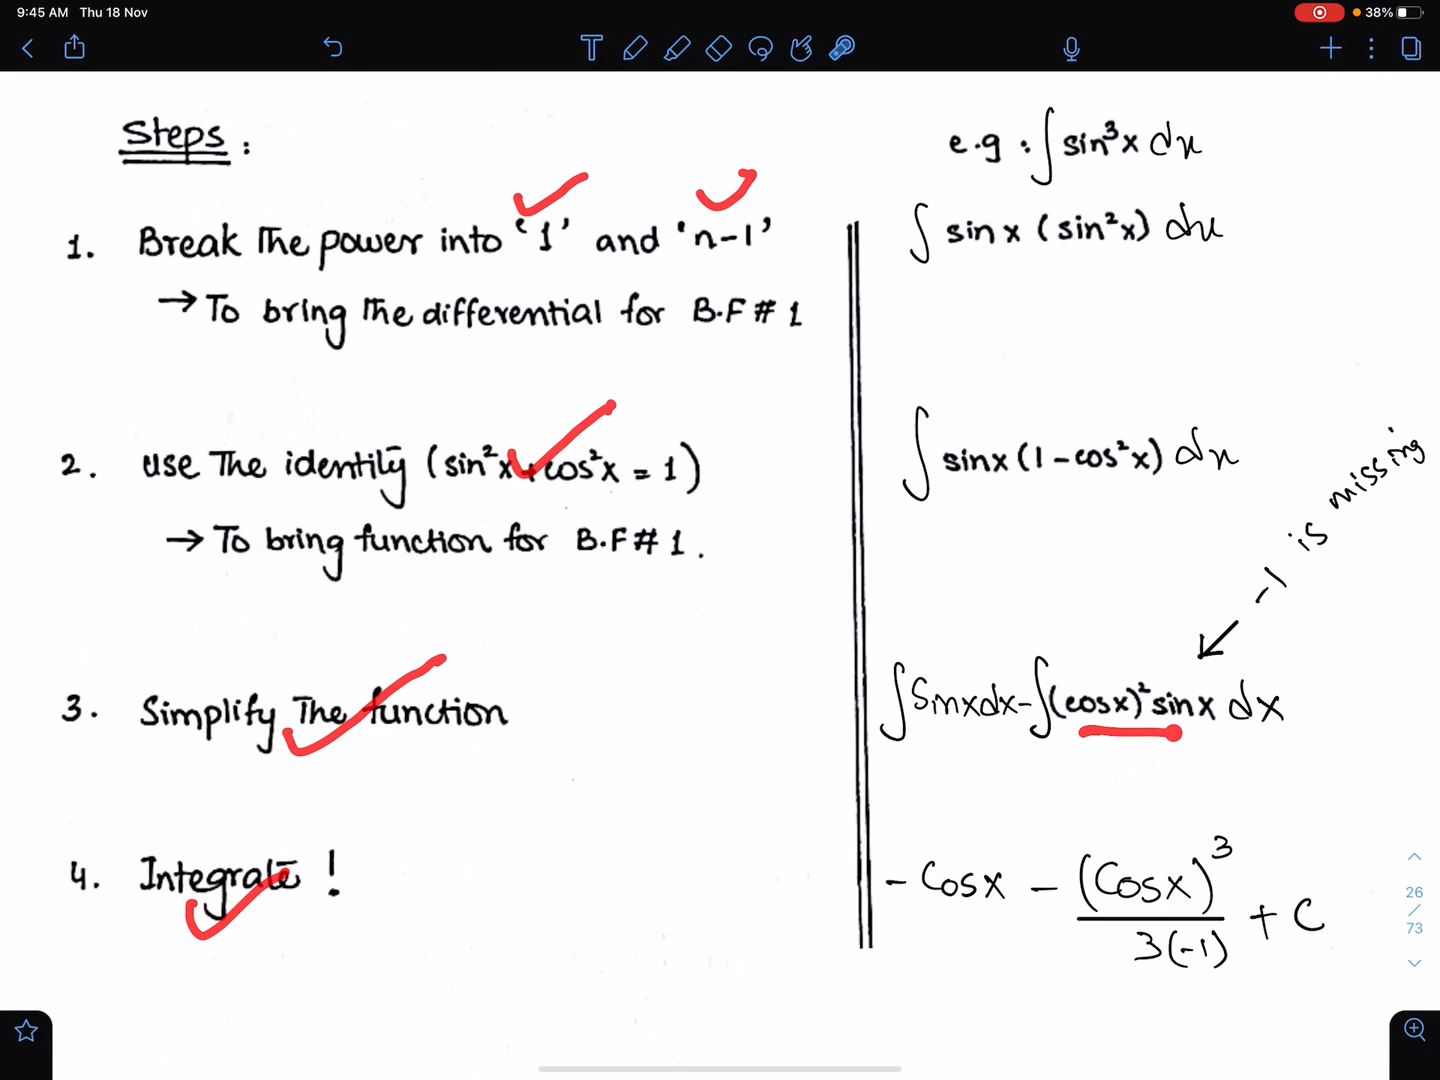 9:45 AM Thu 18 Nov
38%
Steps :
1. Break The power into '1' and 'n-1'
→ To bring The differential for B.F # 1
2. use The identity (sin²x + cos²x = 1)
→ To bring function for B.F # 1.
3. Simplify The function
4. Integrate !
e.g : ∫ sin³x dx
∫ sin x (sin²x) dx
∫ sinx (1 - cos²x) dx
-1 is missing
∫ Sinxdx - ∫ (cosx)² sinx dx
- Cosx - (Cosx)³ / 3(-1) + C
26
/
73